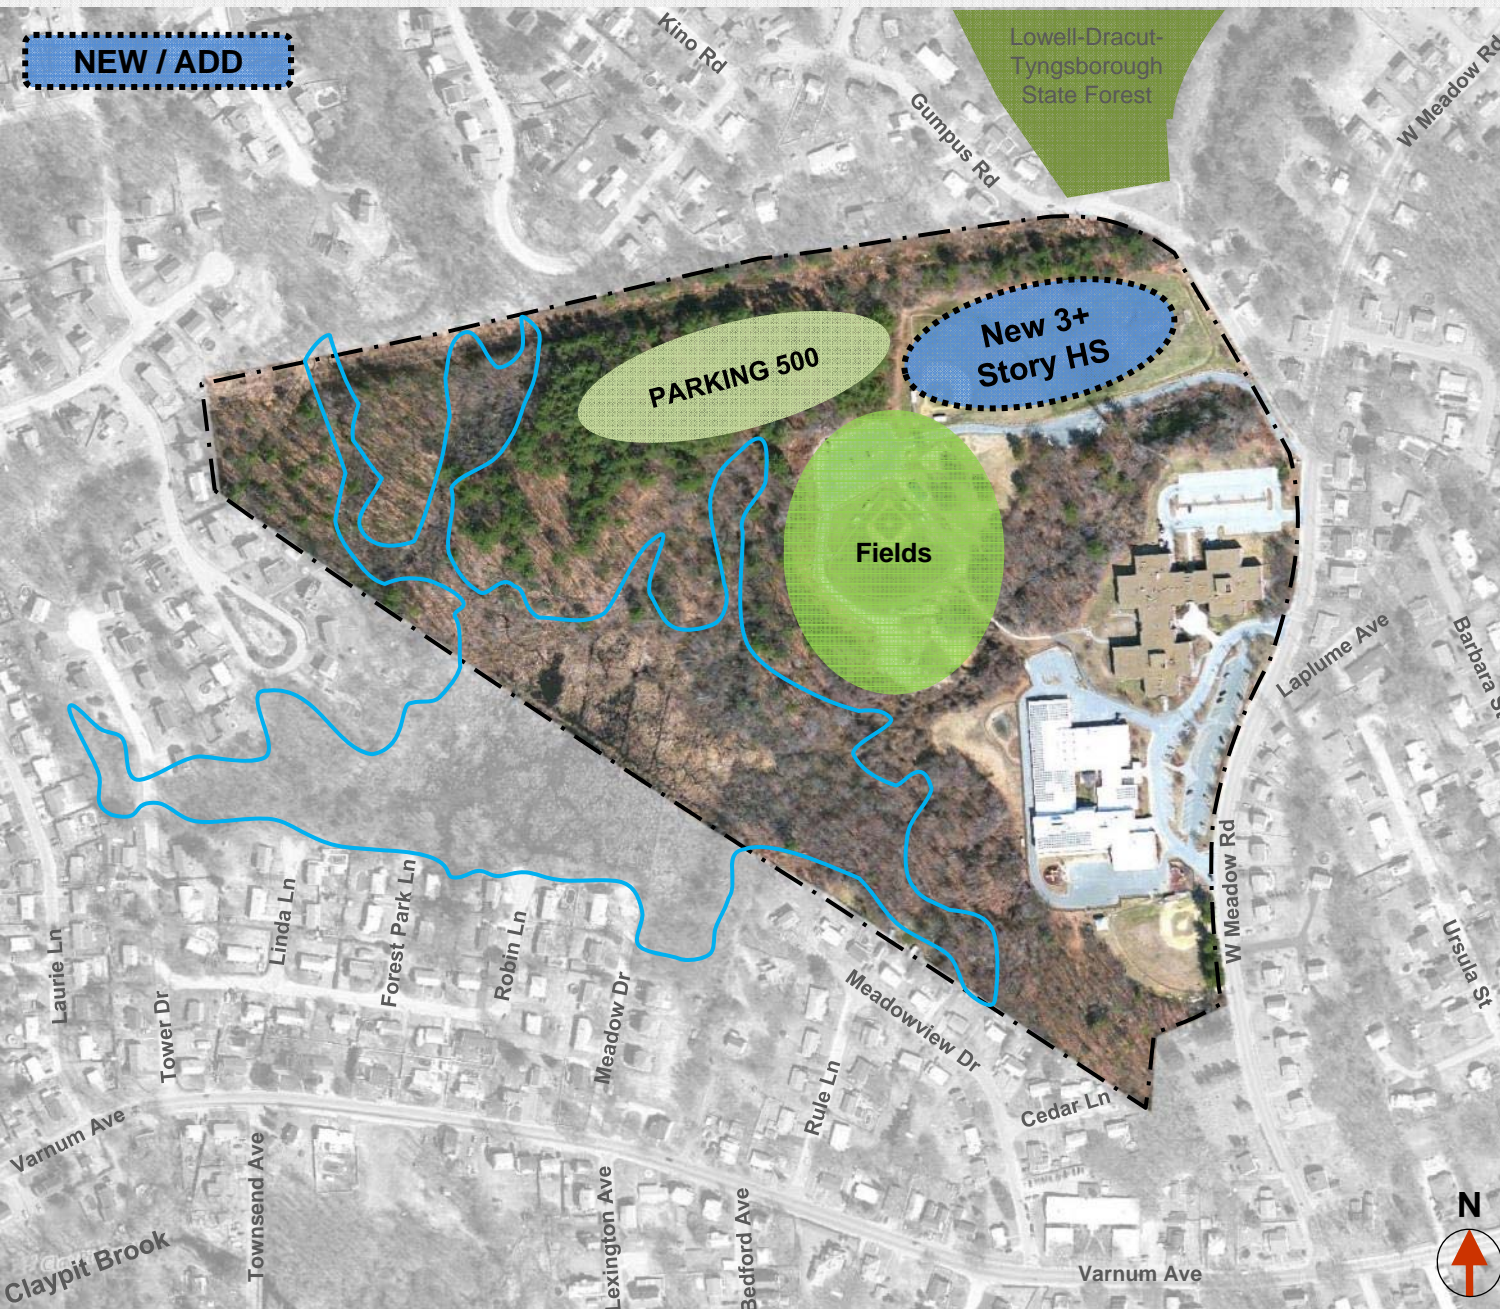 NEW / ADD
Kino Rd
Lowell-Dracut-
Tyngsborough
State Forest
W Meadow Rd
Gumpus Rd
New 3+
Story HS
PARKING 500
Fields
Laplume Ave
Barbara St
W Meadow Rd
Linda Ln
Forest Park Ln
Robin Ln
Laurie Ln
Tower Dr
Meadow Dr
Meadowview Dr
Ursula St
Rule Ln
Cedar Ln
Varnum Ave
Townsend Ave
Lexington Ave
Bedford Ave
Claypit Brook
Varnum Ave
N